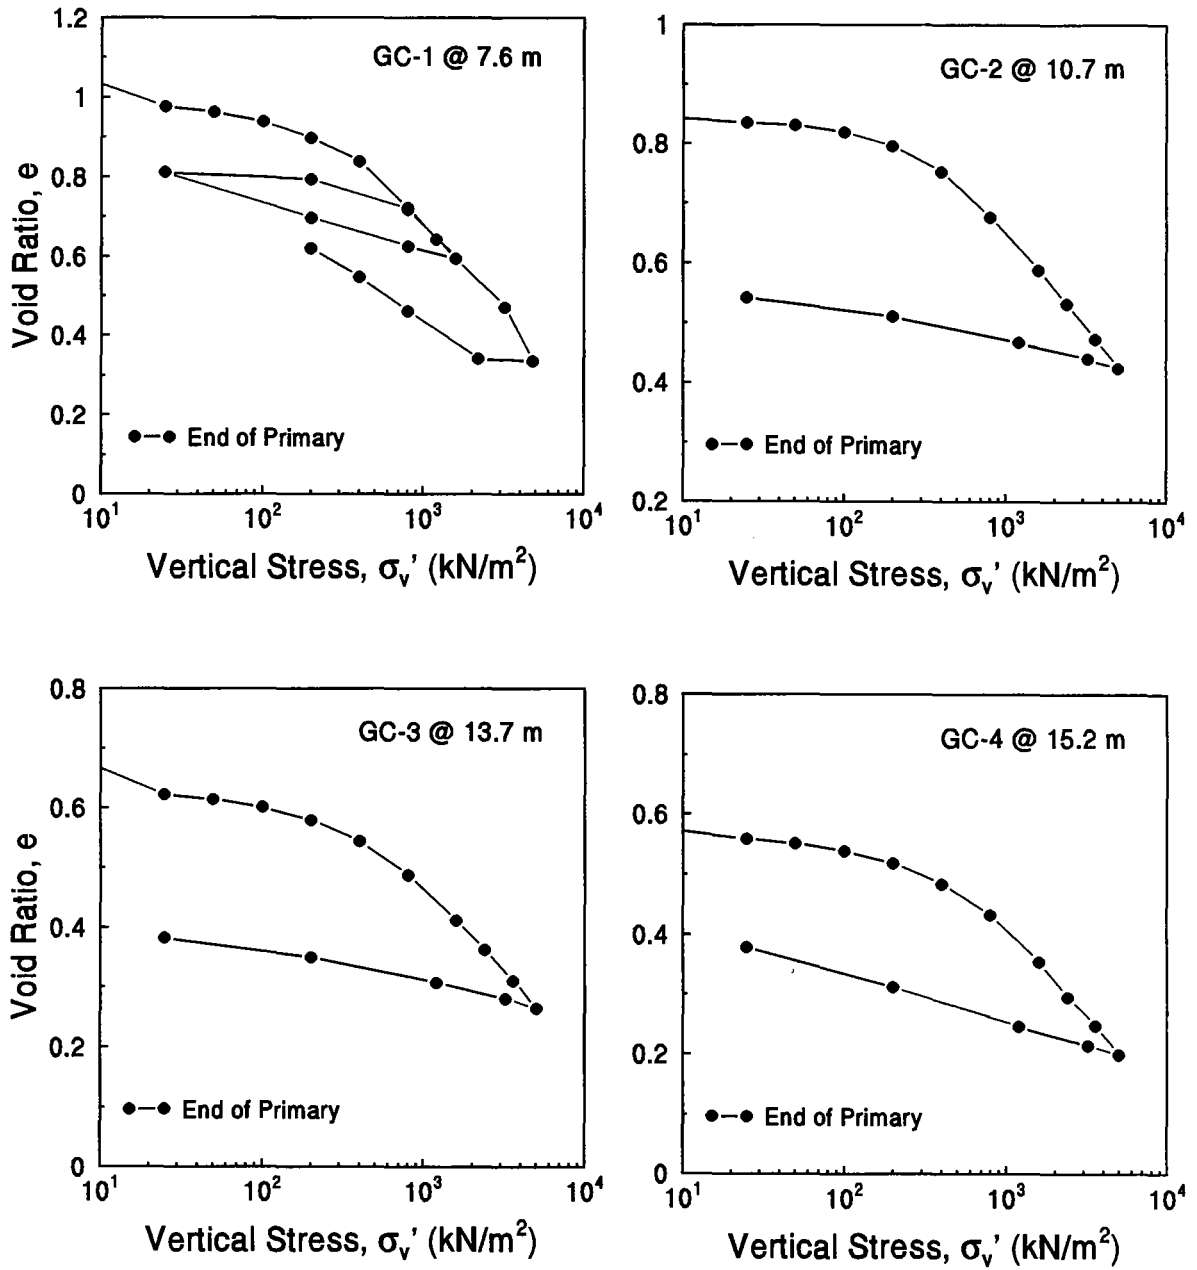 GC-1 @ 7.6 m
Void Ratio, e
1.2
1
0.8
0.6
0.4
0.2
0
End of Primary
10¹ 10² 10³ 10⁴
Vertical Stress, σᵥ' (kN/m²)
GC-2 @ 10.7 m
1
0.8
0.6
0.4
0.2
End of Primary
10¹ 10² 10³ 10⁴
Vertical Stress, σᵥ' (kN/m²)
GC-3 @ 13.7 m
Void Ratio, e
0.8
0.6
0.4
0.2
0
End of Primary
10¹ 10² 10³ 10⁴
Vertical Stress, σᵥ' (kN/m²)
GC-4 @ 15.2 m
0.8
0.6
0.4
0.2
0
End of Primary
10¹ 10² 10³ 10⁴
Vertical Stress, σᵥ' (kN/m²)